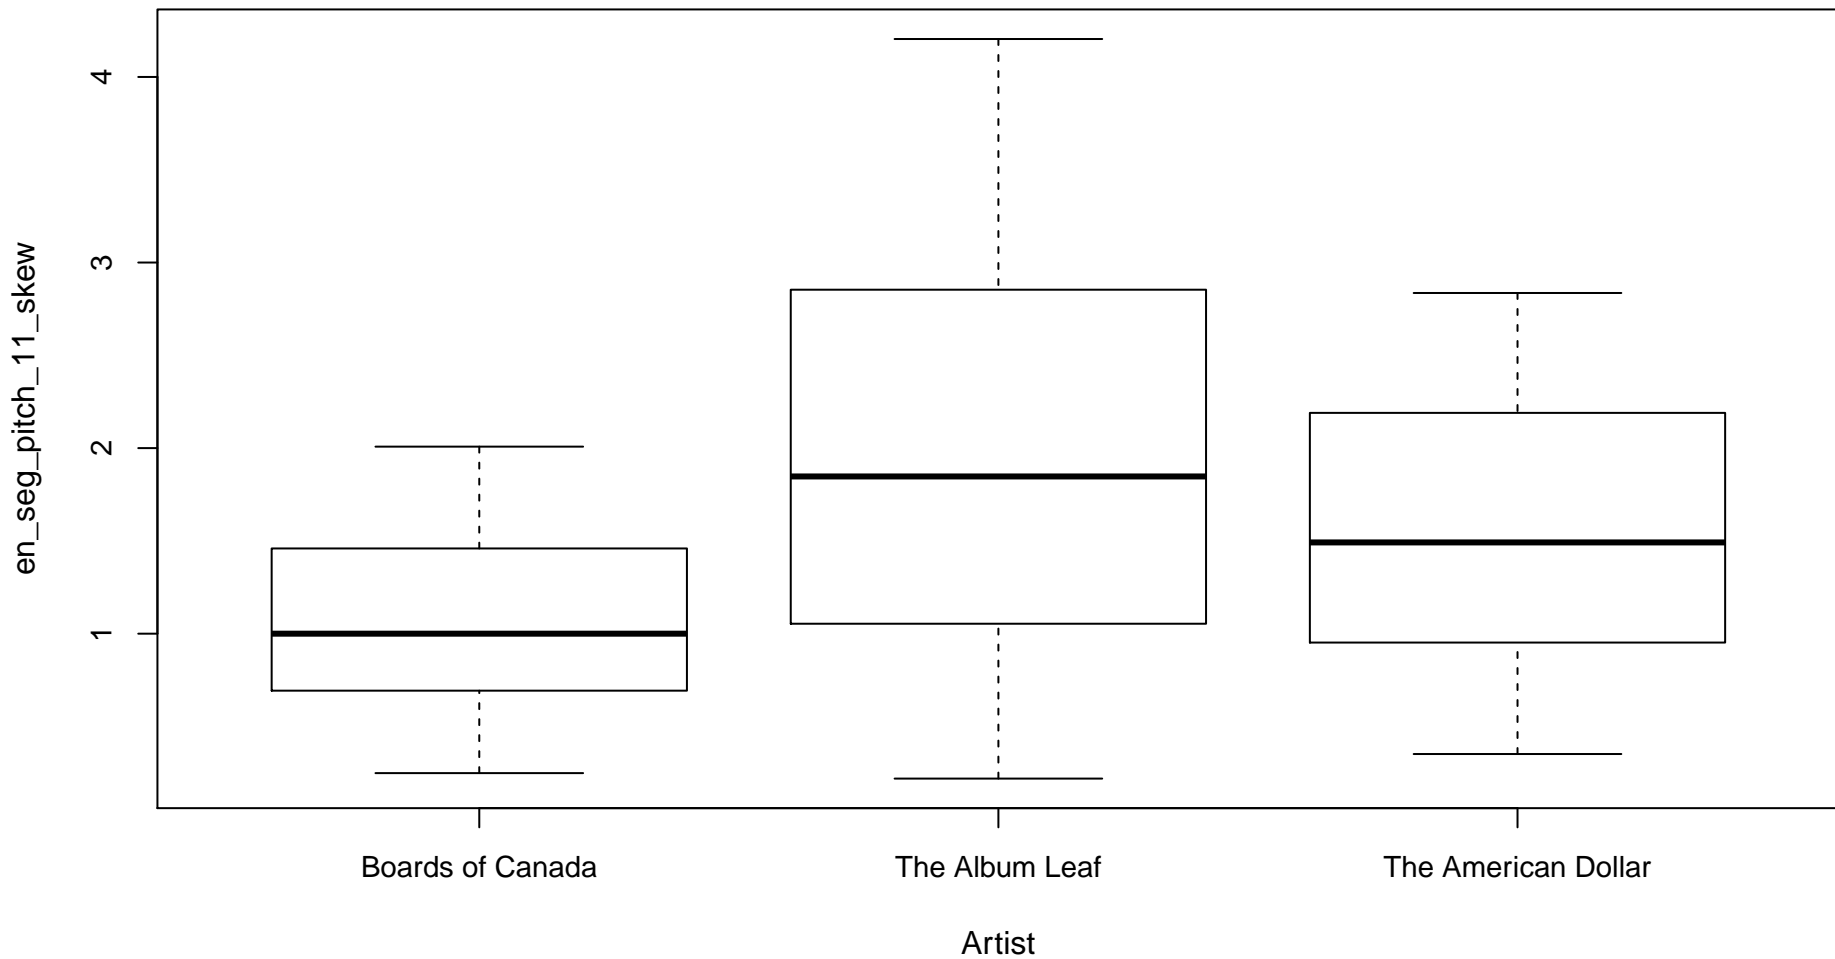 en_seg_pitch_11_skew
4
3
2
1
Boards of Canada
The Album Leaf
The American Dollar
Artist